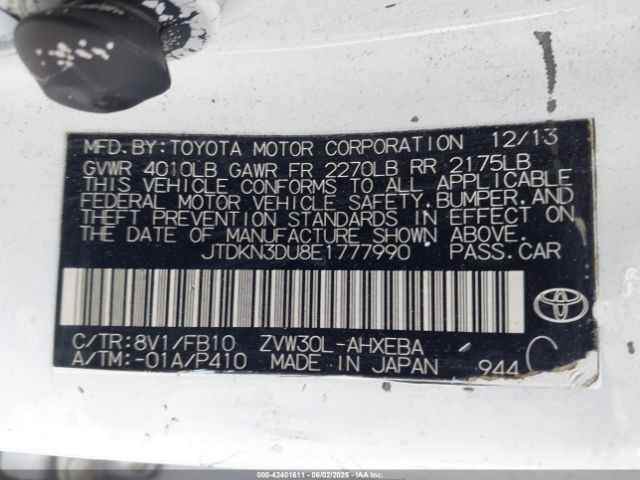 MFD.BY:TOYOTA MOTOR CORPORATION 12/13
GVWR 4010LB GAWR FR 2270LB RR 2175LB
THIS VEHICLE CONFORMS TO ALL APPLICABLE
FEDERAL MOTOR VEHICLE SAFETY,BUMPER,AND
THEFT PREVENTION STANDARDS IN EFFECT ON
THE DATE OF MANUFACTURE SHOWN ABOVE.
JTDKN3DU8E1777990 PASS.CAR
C/TR:8V1/FB10 ZVW30L-AHXEBA
A/TM:-01A/P410 MADE IN JAPAN 944
C
000-42401611 - 06/02/2025 - IAAI.COM